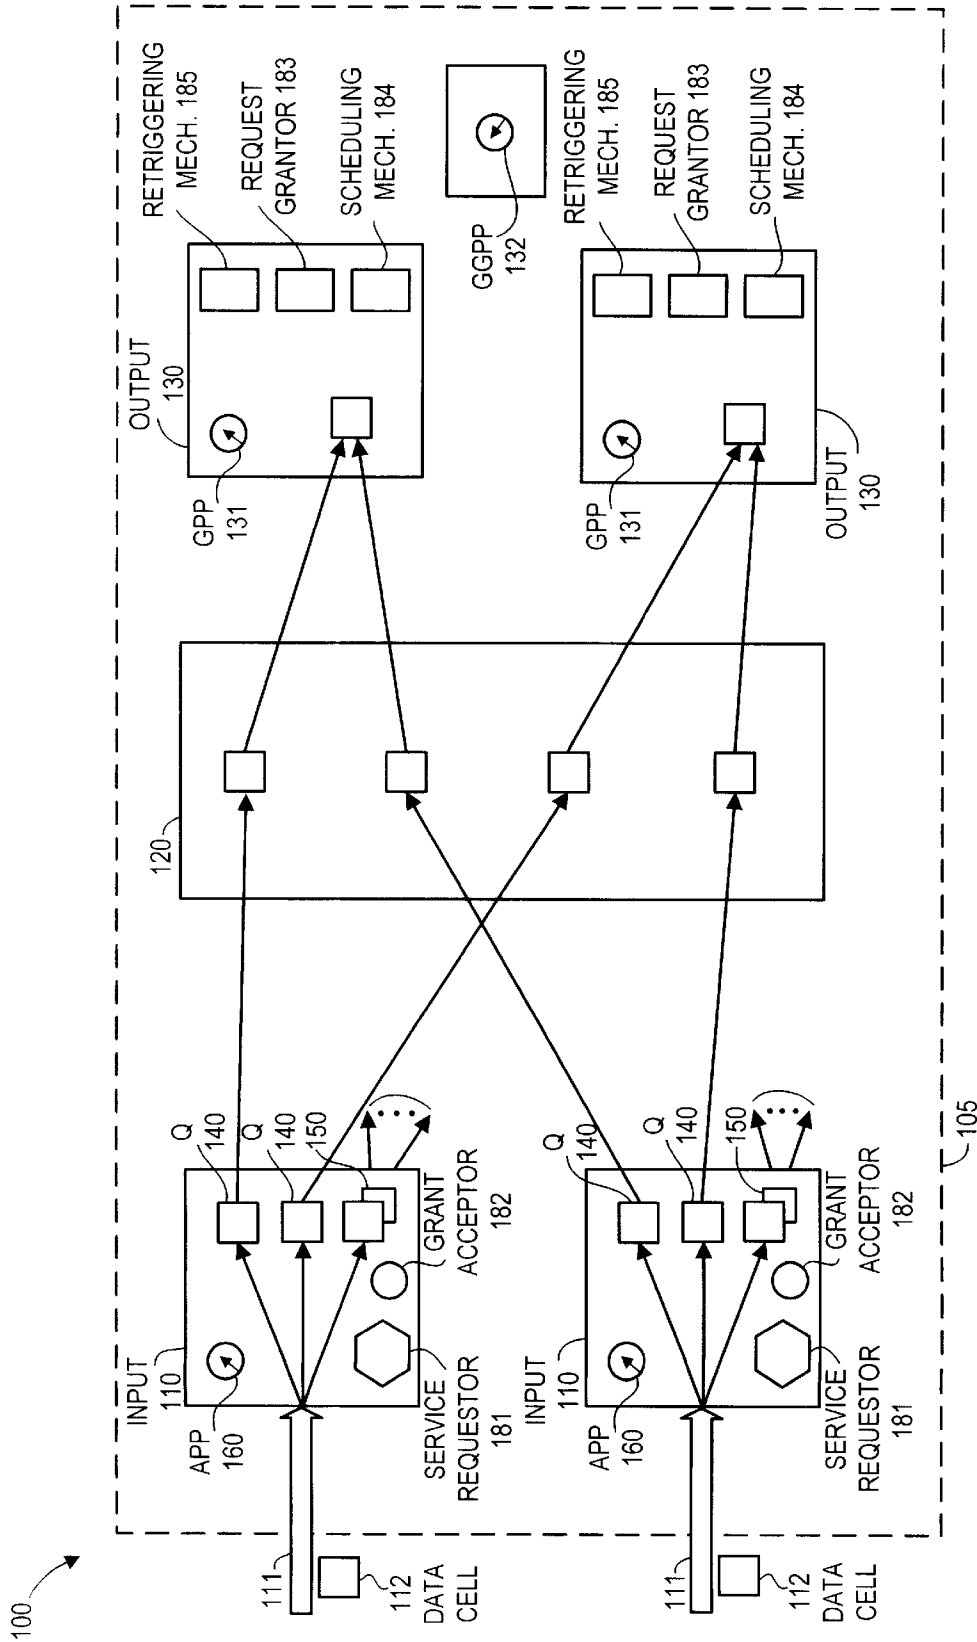 100
111
112
DATA
CELL
111
112
DATA
CELL
105
INPUT
110
APP
160
SERVICE
REQUESTOR
181
GRANT
ACCEPTOR
182
Q
140
Q
140
150
INPUT
110
APP
160
SERVICE
REQUESTOR
181
GRANT
ACCEPTOR
182
Q
140
Q
140
150
120
OUTPUT
130
GPP
131
RETRIGGERING
MECH. 185
REQUEST
GRANTOR 183
SCHEDULING
MECH. 184
GGPP
132
OUTPUT
130
GPP
131
RETRIGGERING
MECH. 185
REQUEST
GRANTOR 183
SCHEDULING
MECH. 184